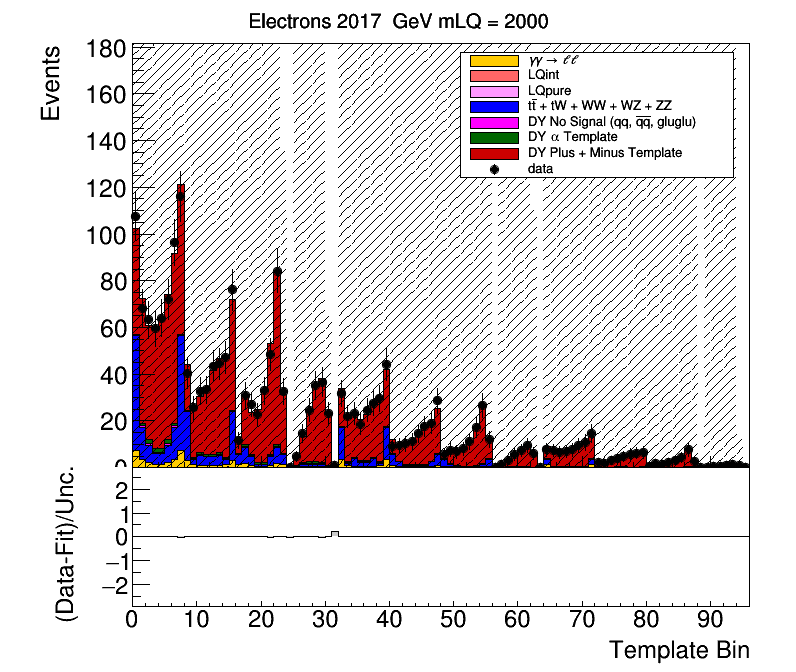 Electrons 2017 GeV mLQ = 2000
Events
180
160
140
120
100
80
60
40
20
0
γγ → ℓℓ
LQint
LQpure
tt̄ + tW + WW + WZ + ZZ
DY No Signal (qq, q̄q̄, gluglu)
DY α Template
DY Plus + Minus Template
data
(Data-Fit)/Unc.
2
1
0
−1
−2
0 10 20 30 40 50 60 70 80 90
Template Bin